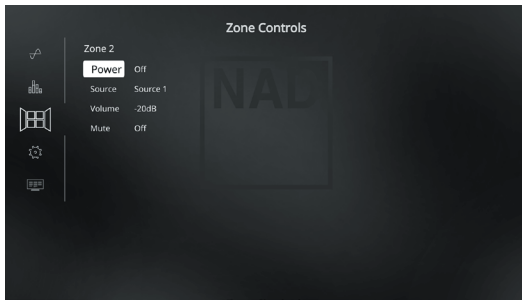 Zone Controls
Zone 2
Power Off
Source Source 1
Volume -20dB
Mute Off
NAD